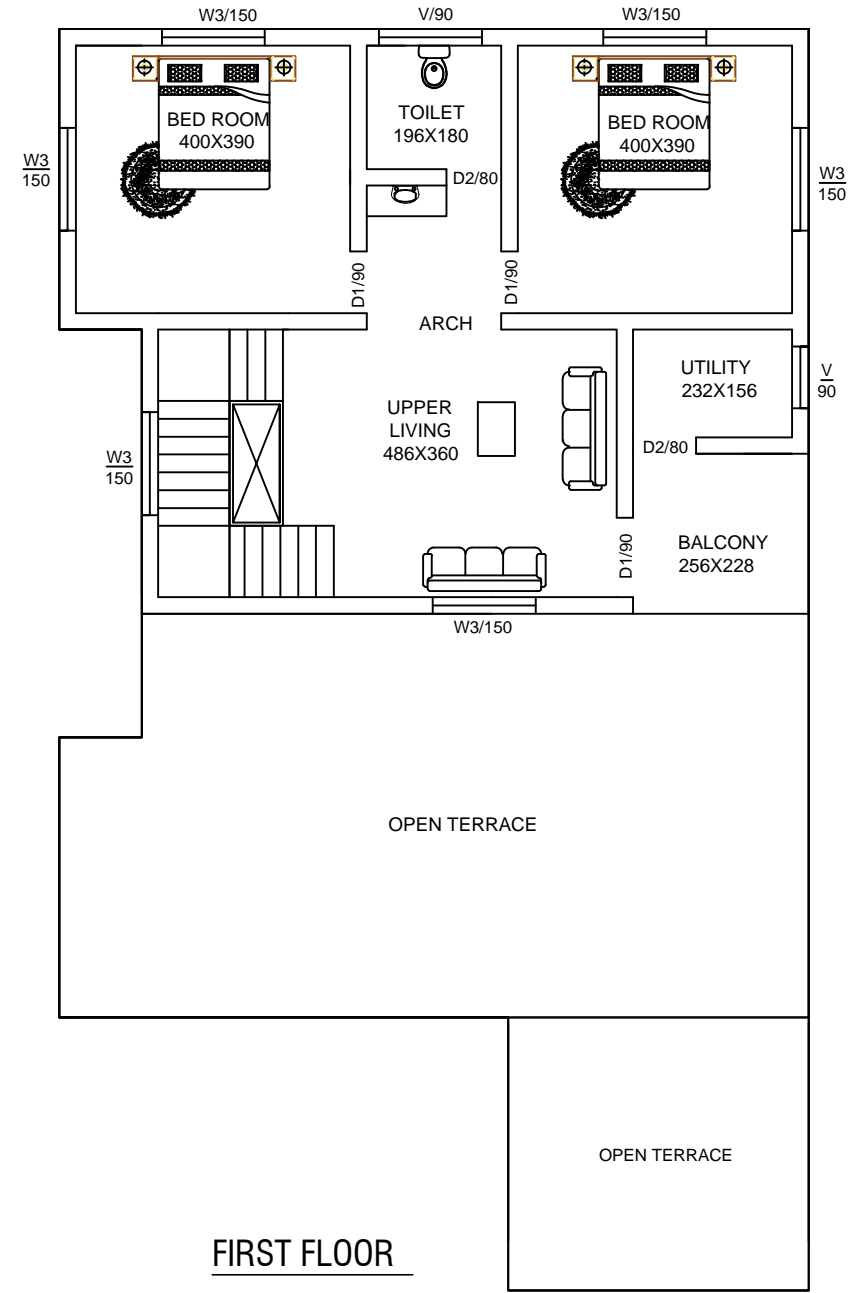 W3/150
V/90
W3/150
BED ROOM
400X390
TOILET
196X180
BED ROOM
400X390
W3
150
D2/80
W3
150
D1/90
D1/90
ARCH
UTILITY
232X156
V
90
UPPER
LIVING
486X360
D2/80
W3
150
D1/90
BALCONY
256X228
W3/150
OPEN TERRACE
OPEN TERRACE
FIRST FLOOR